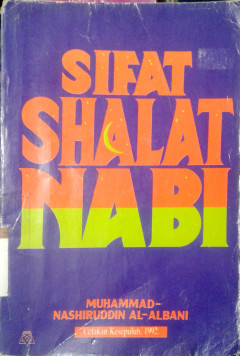 SIFAT
SHALAT
NABI
MUHAMMAD-
NASHIRUDDIN AL-ALBANI
Cetakan Kesepuluh, 1992